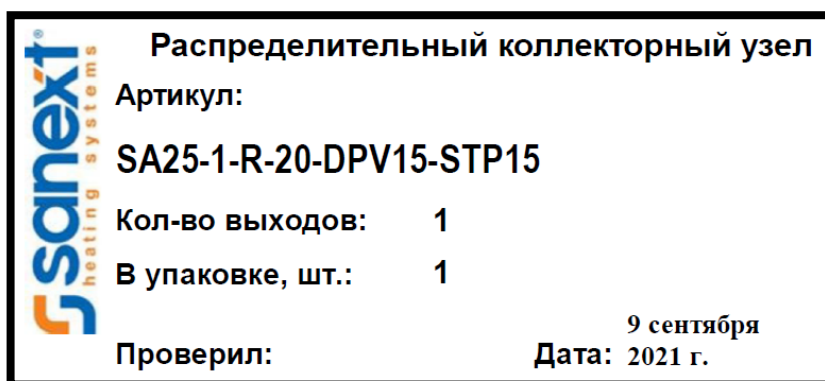 sanext®
heating systems
Распределительный коллекторный узел
Артикул:
SA25-1-R-20-DPV15-STP15
Кол-во выходов: 1
В упаковке, шт.: 1
Проверил:
Дата: 9 сентября
2021 г.